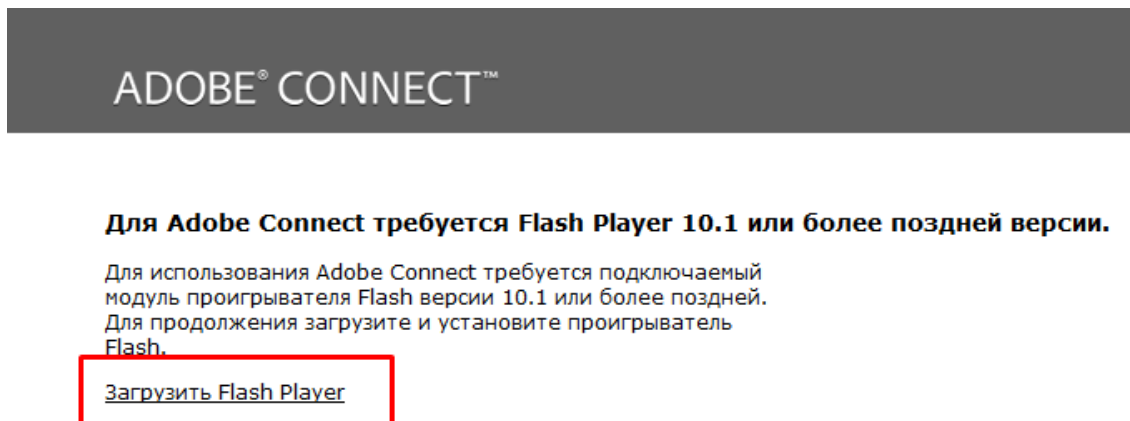 ADOBE® CONNECT™
Для Adobe Connect требуется Flash Player 10.1 или более поздней версии.
Для использования Adobe Connect требуется подключаемый
модуль проигрывателя Flash версии 10.1 или более поздней.
Для продолжения загрузите и установите проигрыватель
Flash.
Загрузить Flash Player